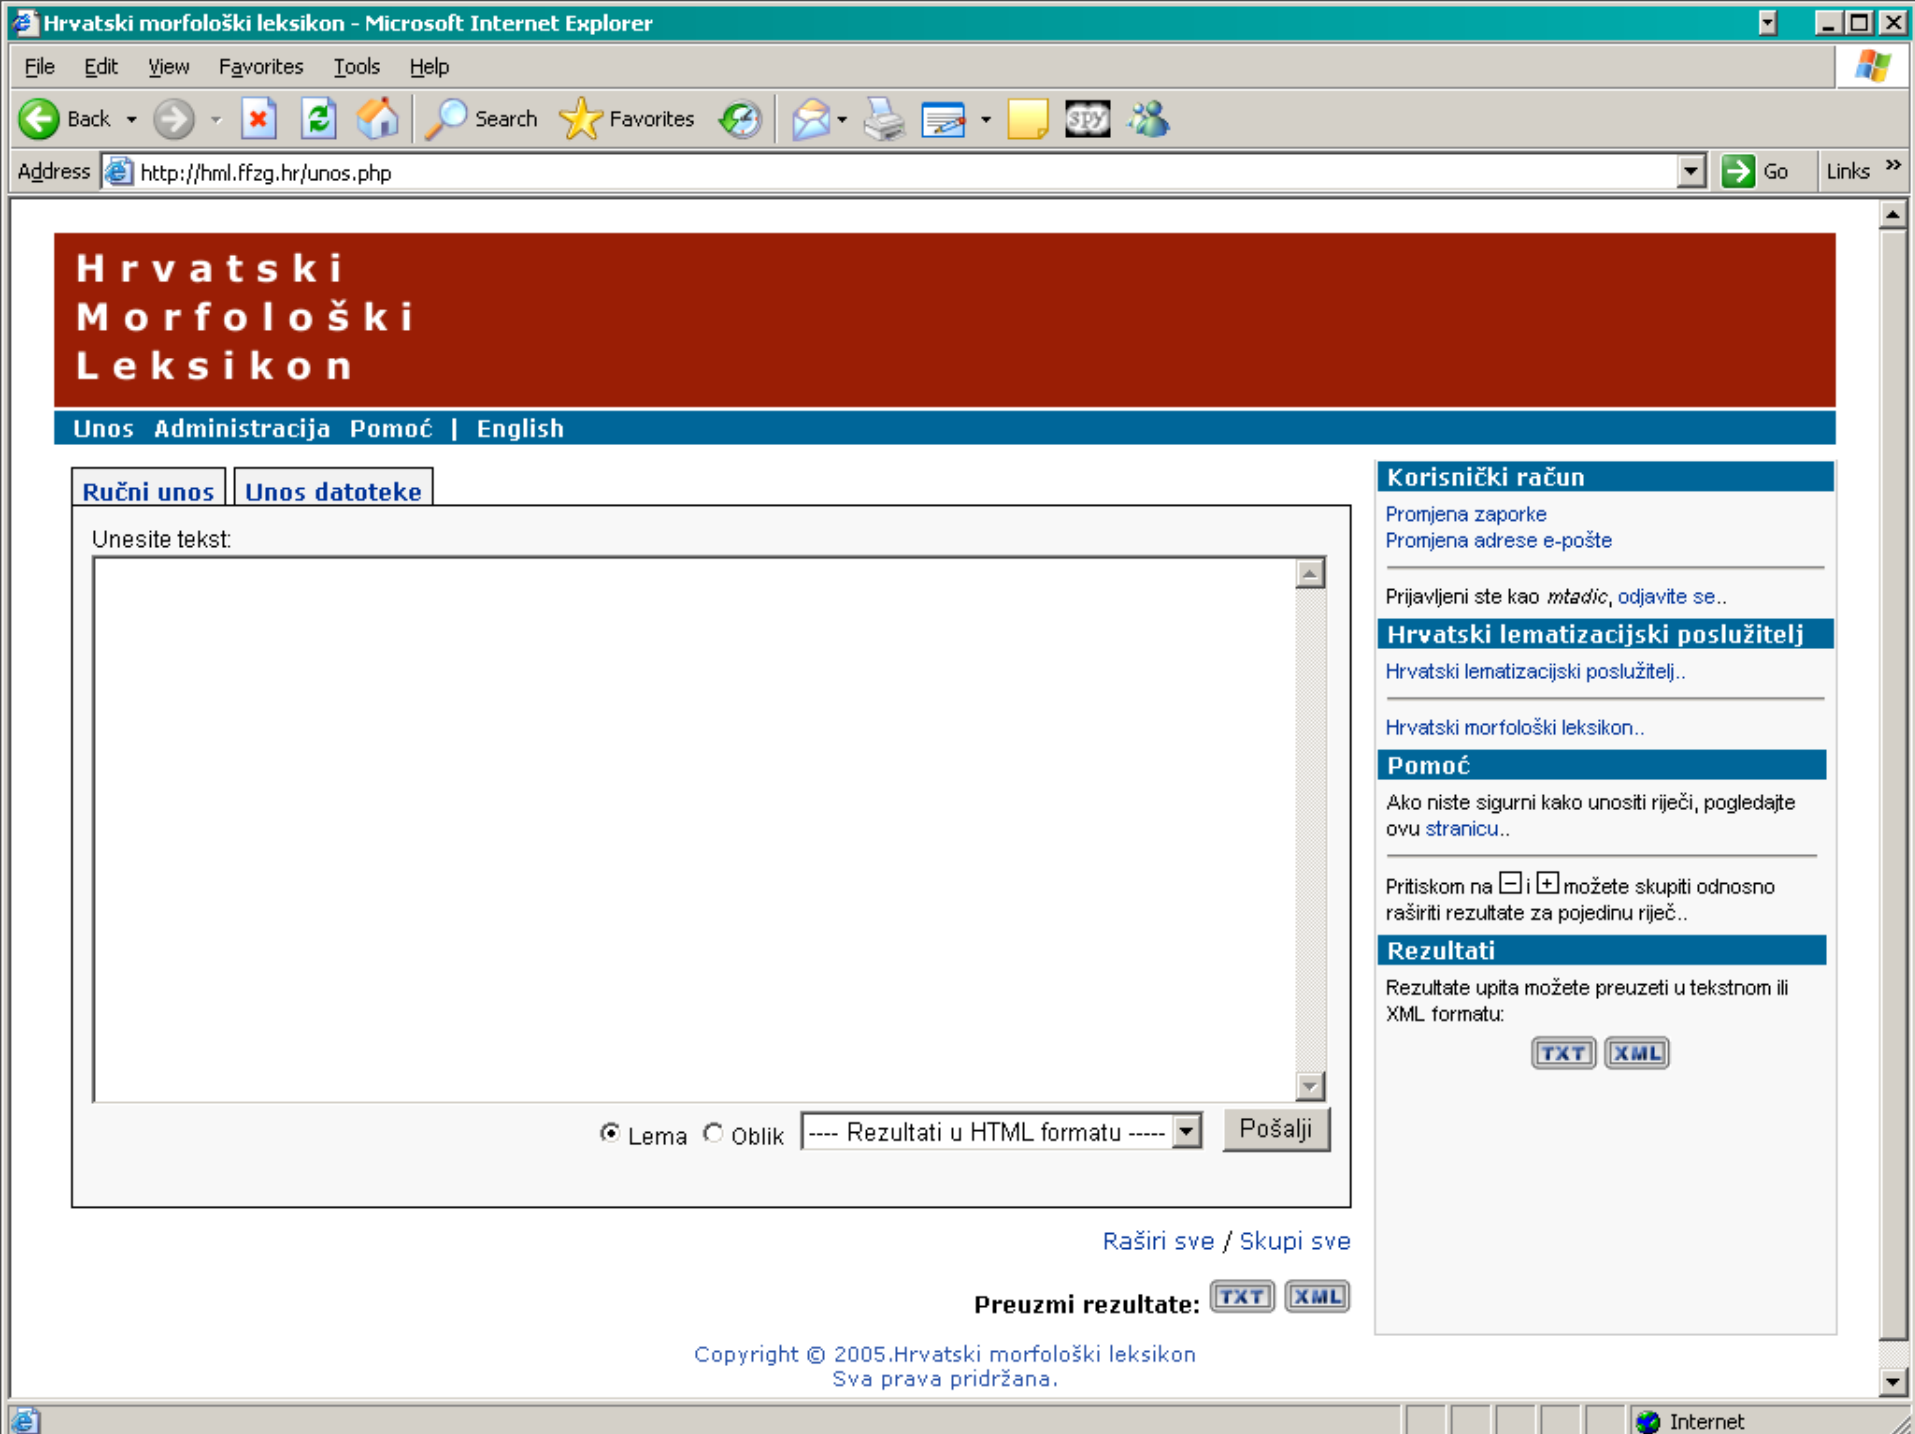 Hrvatski morfološki leksikon - Microsoft Internet Explorer
File Edit View Favorites Tools Help
Back Search Favorites SPY
Address http://hml.ffzg.hr/unos.php Go Links »
Hrvatski
Morfološki
Leksikon
Unos Administracija Pomoć | English
Ručni unos Unos datoteke
Unesite tekst:
Lema Oblik ---- Rezultati u HTML formatu ----- Pošalji
Raširi sve / Skupi sve
Preuzmi rezultate: TXT XML
Korisnički račun
Promjena zaporke
Promjena adrese e-pošte
Prijavljeni ste kao mtadic, odjavite se..
Hrvatski lematizacijski poslužitelj
Hrvatski lematizacijski poslužitelj..
Hrvatski morfološki leksikon..
Pomoć
Ako niste sigurni kako unositi riječi, pogledajte
ovu stranicu..
Pritiskom na - i + možete skupiti odnosno
raširiti rezultate za pojedinu riječ..
Rezultati
Rezultate upita možete preuzeti u tekstnom ili
XML formatu:
TXT XML
Copyright © 2005.Hrvatski morfološki leksikon
Sva prava pridržana.
Internet